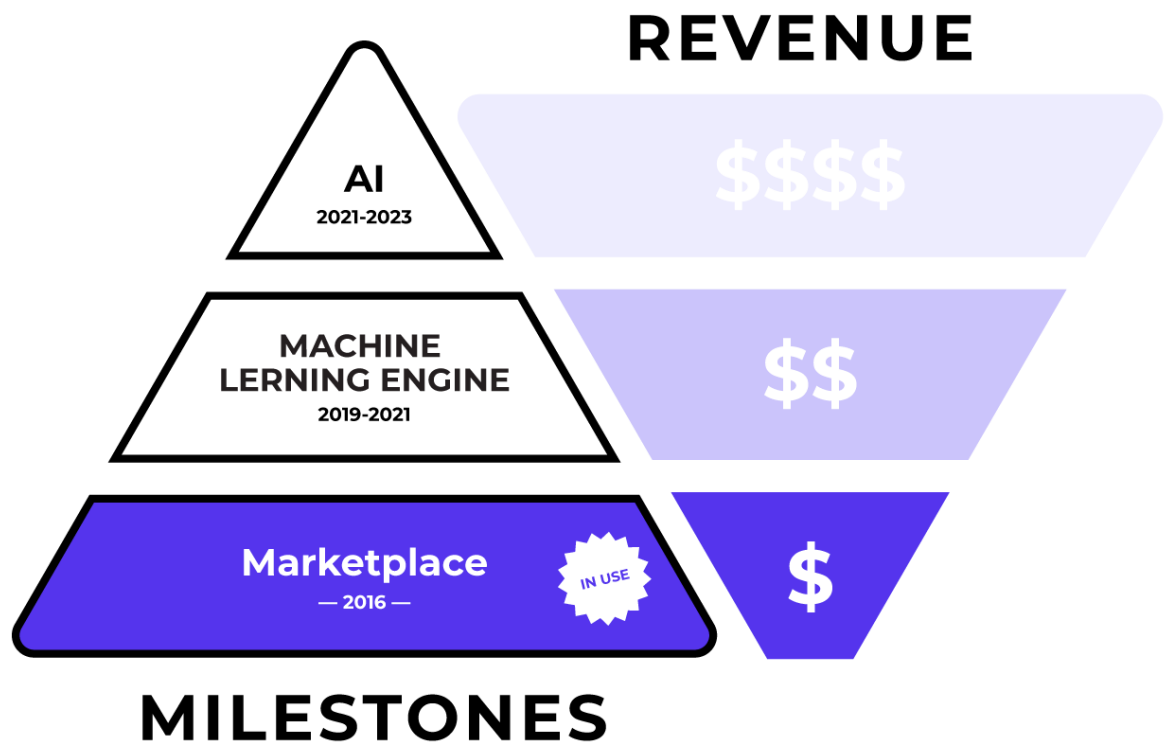 REVENUE
AI
2021-2023
$$$$
MACHINE
LERNING ENGINE
2019-2021
$$
Marketplace
— 2016 —
IN USE
$
MILESTONES